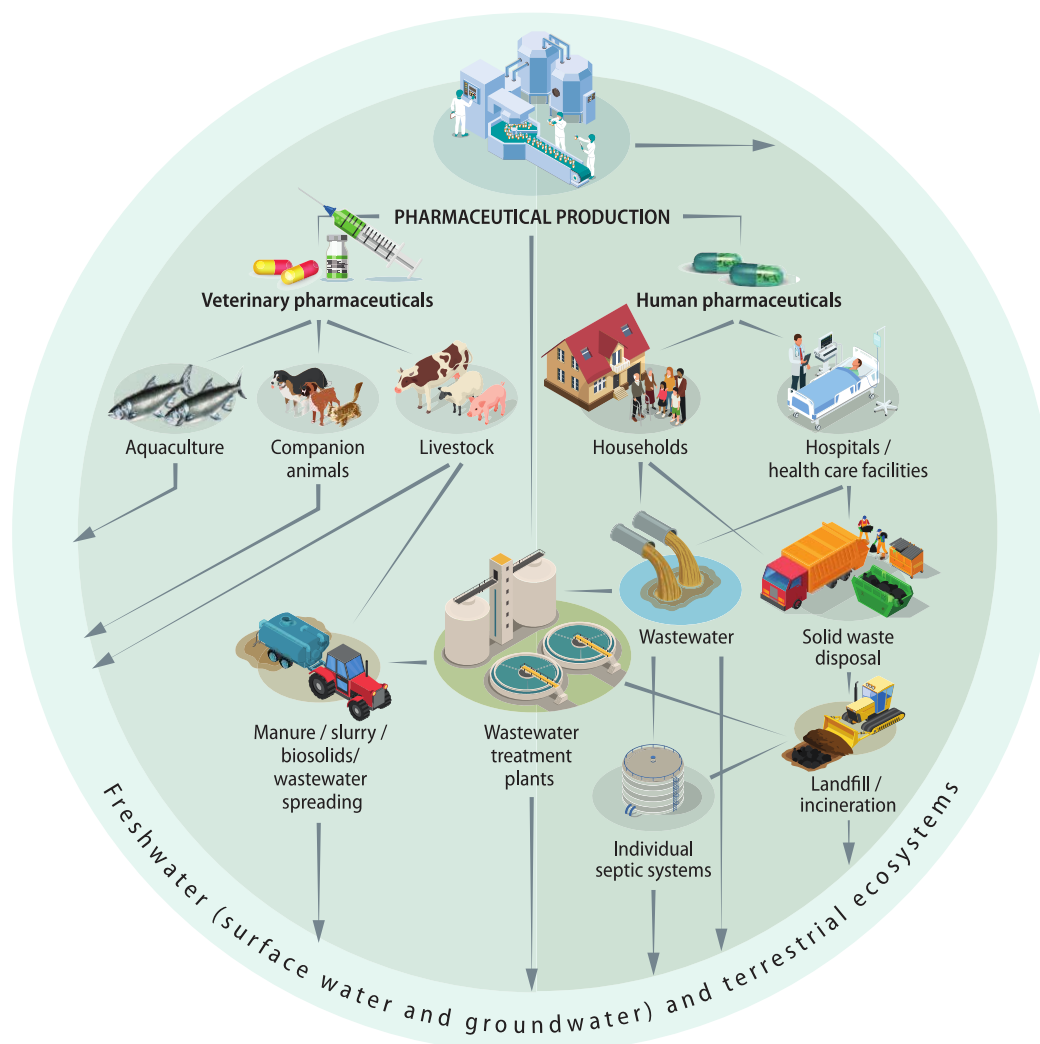 PHARMACEUTICAL PRODUCTION
Veterinary pharmaceuticals
Human pharmaceuticals
Aquaculture
Companion
animals
Livestock
Households
Hospitals /
health care facilities
Wastewater
Solid waste
disposal
Manure / slurry /
biosolids/
wastewater
spreading
Wastewater
treatment
plants
Landfill /
incineration
Individual
septic systems
Freshwater (surface water and groundwater) and terrestrial ecosystems